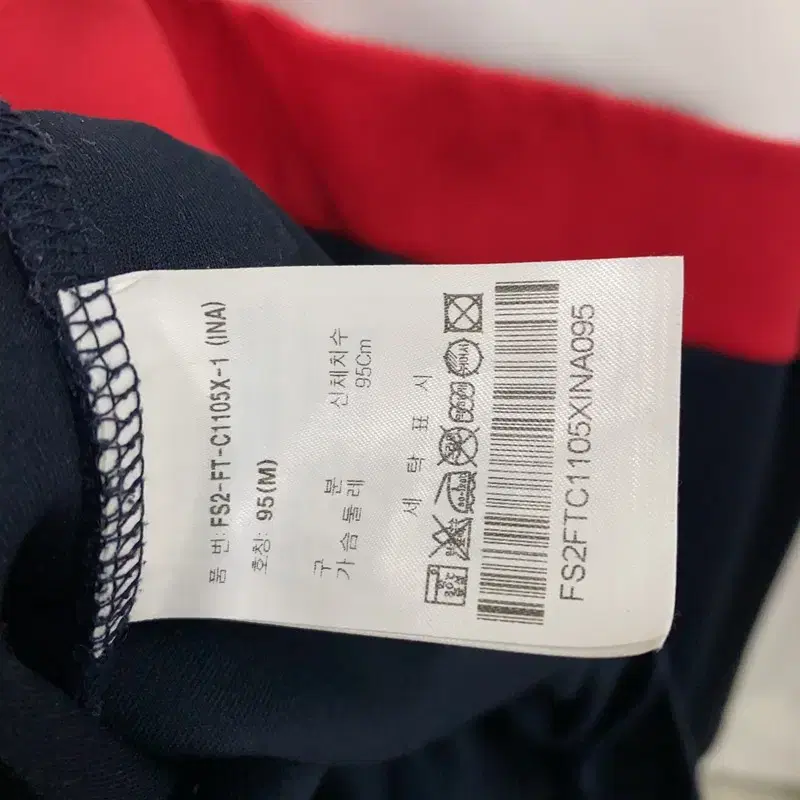 품 번: FS2-FT-C1105X-1 (INA)
호칭: 95(M)
구 분 신체치수
가슴둘레 95Cm
세 탁 표 시
FS2FTC1105XINA095